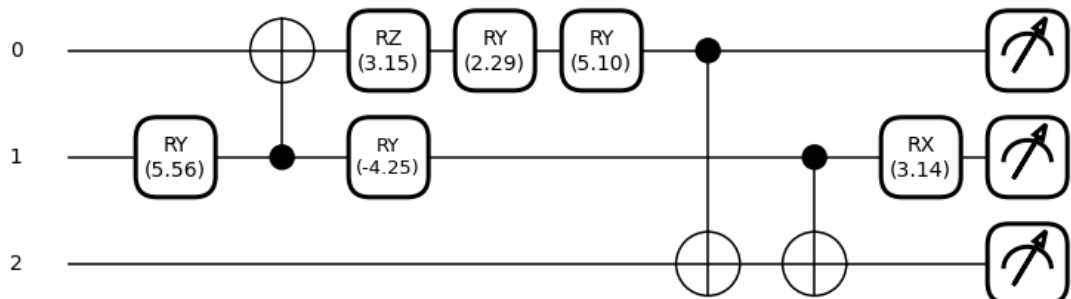 0 RZ RY RY
(3.15) (2.29) (5.10)
1 RY RY RX
(5.56) (-4.25) (3.14)
2